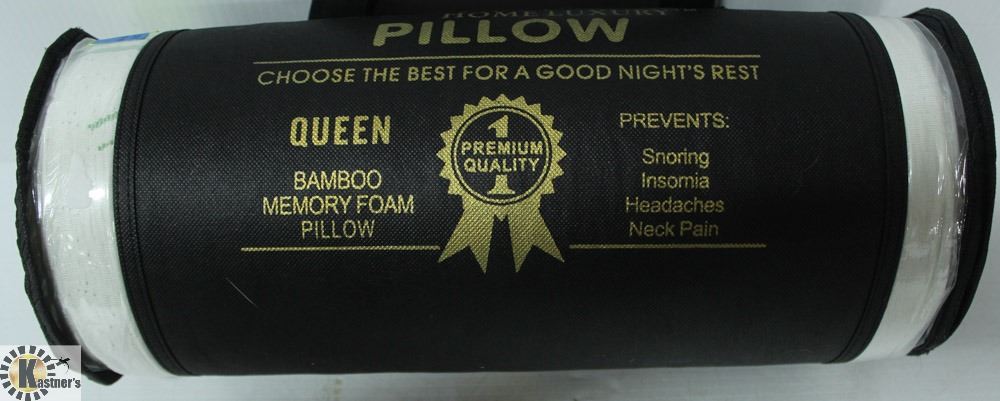 HOME LUXURY
PILLOW
CHOOSE THE BEST FOR A GOOD NIGHT'S REST
QUEEN
BAMBOO
MEMORY FOAM
PILLOW
1
PREMIUM
QUALITY
1
PREVENTS:
Snoring
Insomia
Headaches
Neck Pain
Kastner's